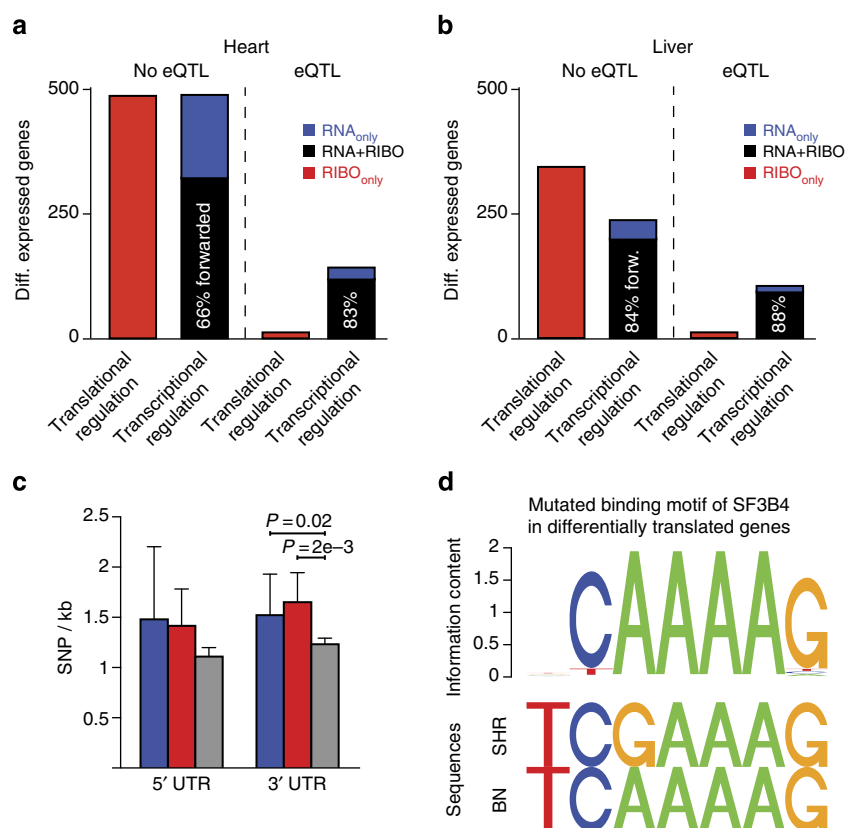 a
Heart
No eQTL
eQTL
500
250
0
Diff. expressed genes
RNAonly
RNA+RIBO
RIBOonly
66% forwarded
83%
Translational
regulation
Transcriptional
regulation
Translational
regulation
Transcriptional
regulation
b
Liver
No eQTL
eQTL
500
250
0
Diff. expressed genes
RNAonly
RNA+RIBO
RIBOonly
84% forw.
88%
Translational
regulation
Transcriptional
regulation
Translational
regulation
Transcriptional
regulation
c
2.5
2
1.5
1
0.5
SNP / kb
P = 0.02
P = 2e–3
5′ UTR
3′ UTR
d
Mutated binding motif of SF3B4
in differentially translated genes
2
1.5
1
0.5
0
Information content
CAAAAG
Sequences
SHR
TCGAAAG
BN
TCAAAAG